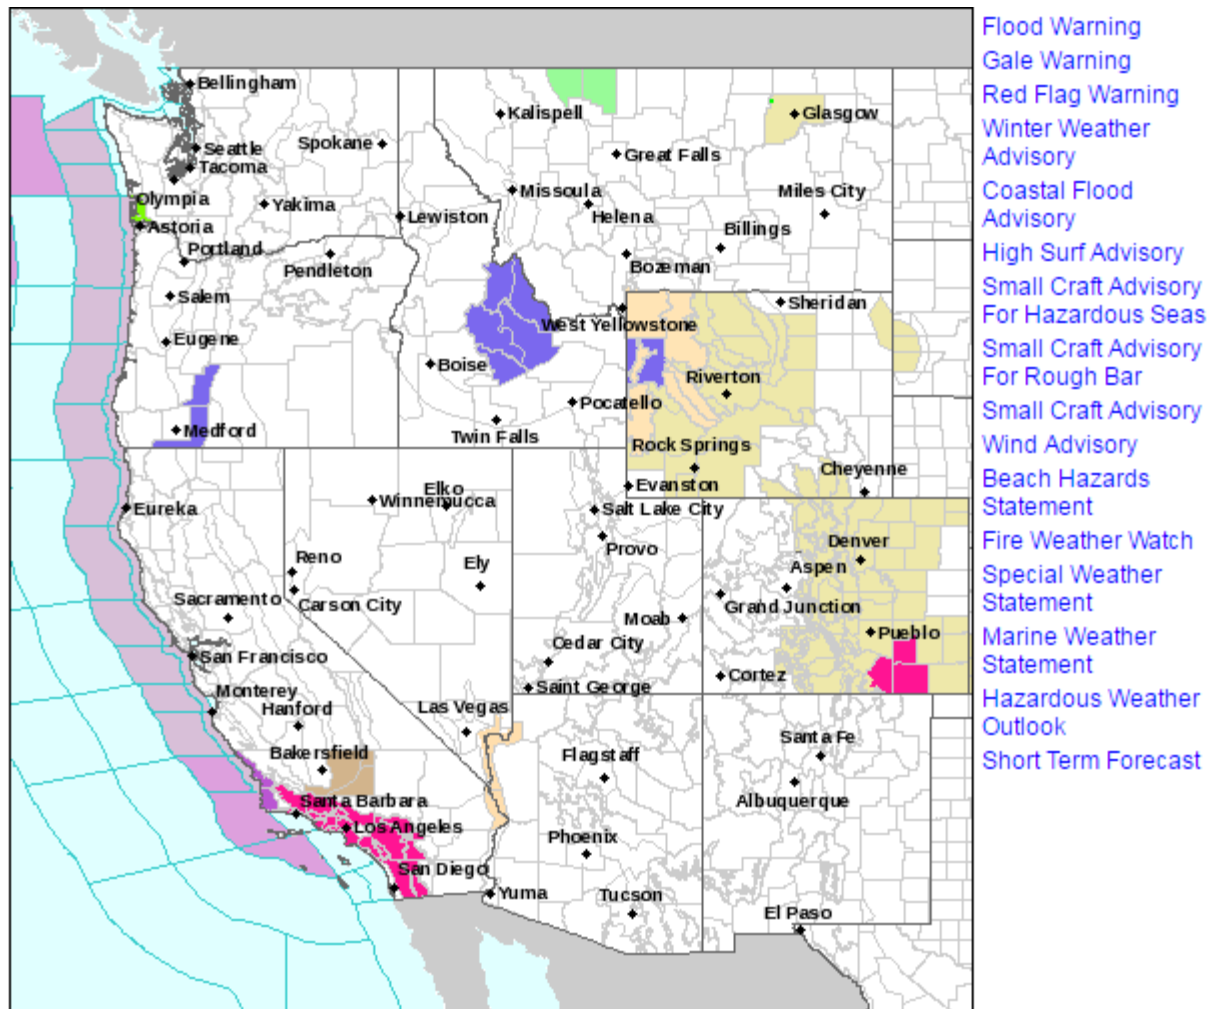 Bellingham
Seattle
Spokane
Tacoma
Olympia
Yakima
Astoria
Portland
Pendleton
Lewiston
Salem
Eugene
Medford
Kalispell
Glasgow
Great Falls
Missoula
Miles City
Helena
Billings
Bozeman
Sheridan
West Yellowstone
Boise
Riverton
Pocatello
Twin Falls
Rock Springs
Cheyenne
Evanston
Elko
Winnemucca
Eureka
Salt Lake City
Provo
Denver
Reno
Ely
Aspen
Sacramento
Carson City
Grand Junction
Moab
Pueblo
San Francisco
Cedar City
Cortez
Saint George
Monterey
Hanford
Las Vegas
Bakersfield
Flagstaff
Santa Fe
Albuquerque
Santa Barbara
Los Angeles
Phoenix
San Diego
Yuma
Tucson
El Paso
Flood Warning
Gale Warning
Red Flag Warning
Winter Weather
Advisory
Coastal Flood
Advisory
High Surf Advisory
Small Craft Advisory
For Hazardous Seas
Small Craft Advisory
For Rough Bar
Small Craft Advisory
Wind Advisory
Beach Hazards
Statement
Fire Weather Watch
Special Weather
Statement
Marine Weather
Statement
Hazardous Weather
Outlook
Short Term Forecast